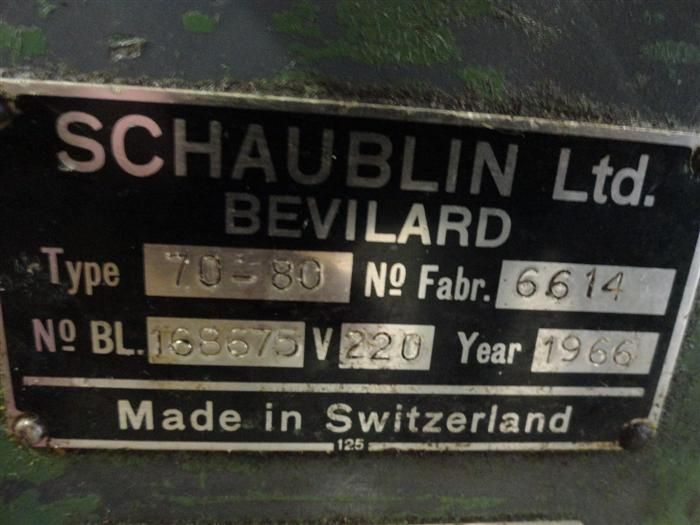 SCHAUBLIN Ltd.
BEVILARD
Type 70-80 Nº Fabr. 6614
Nº BL. 168675 V 220 Year 1966
Made in Switzerland
125